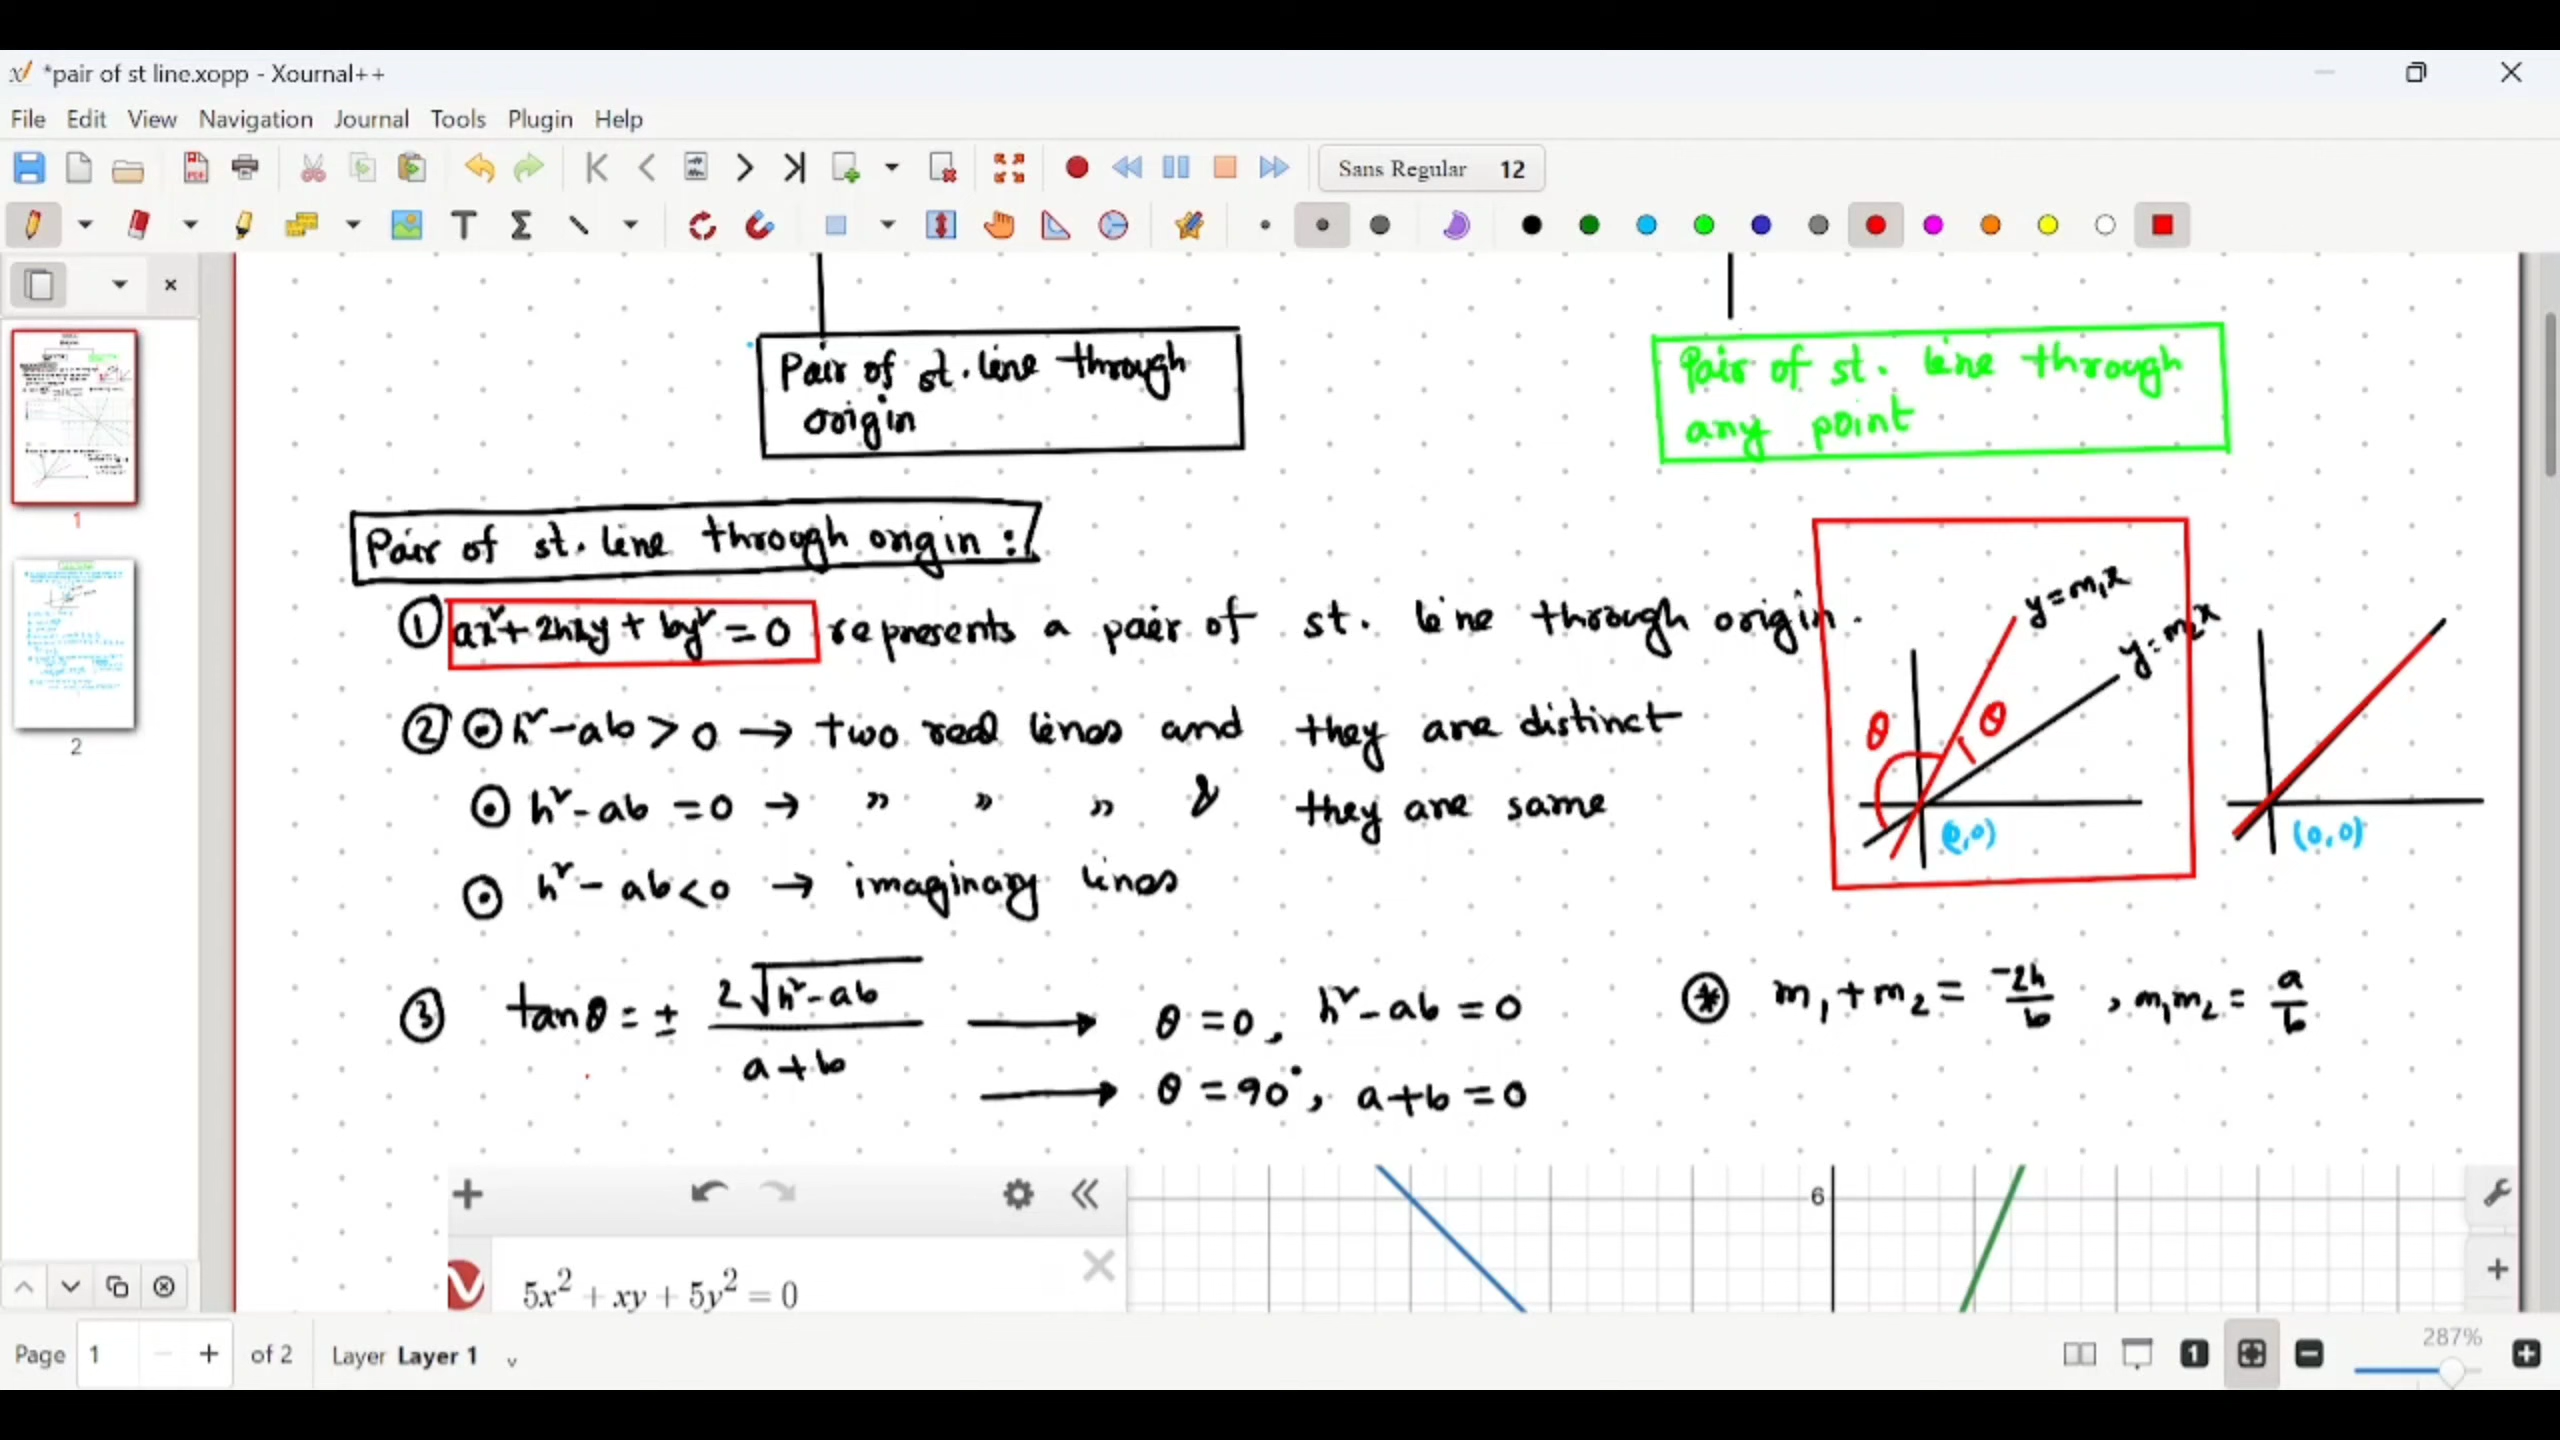 *pair of st line.xopp - Xournal++
File Edit View Navigation Journal Tools Plugin Help
Sans Regular 12
Pair of st. line through
origin
Pair of st. line through
any point
Pair of st. line through origin :
① ax²+ 2hxy + by² = 0 represents a pair of st. line through origin.
y=m₁x
y=m₂x
② ⊙ h² - ab > 0 → two real lines and they are distinct
θ θ
⊙ h² - ab = 0 → " " " & they are same
(0,0) (0,0)
⊙ h² - ab < 0 → imaginary lines
③ tanθ = ± 2√h²-ab / a+b → θ = 0, h² - ab = 0
⊛ m₁ + m₂ = -2h/b , m₁m₂ = a/b
→ θ = 90°, a+b = 0
6
5x² + xy + 5y² = 0
1
2
Page 1 of 2 Layer Layer 1 287%